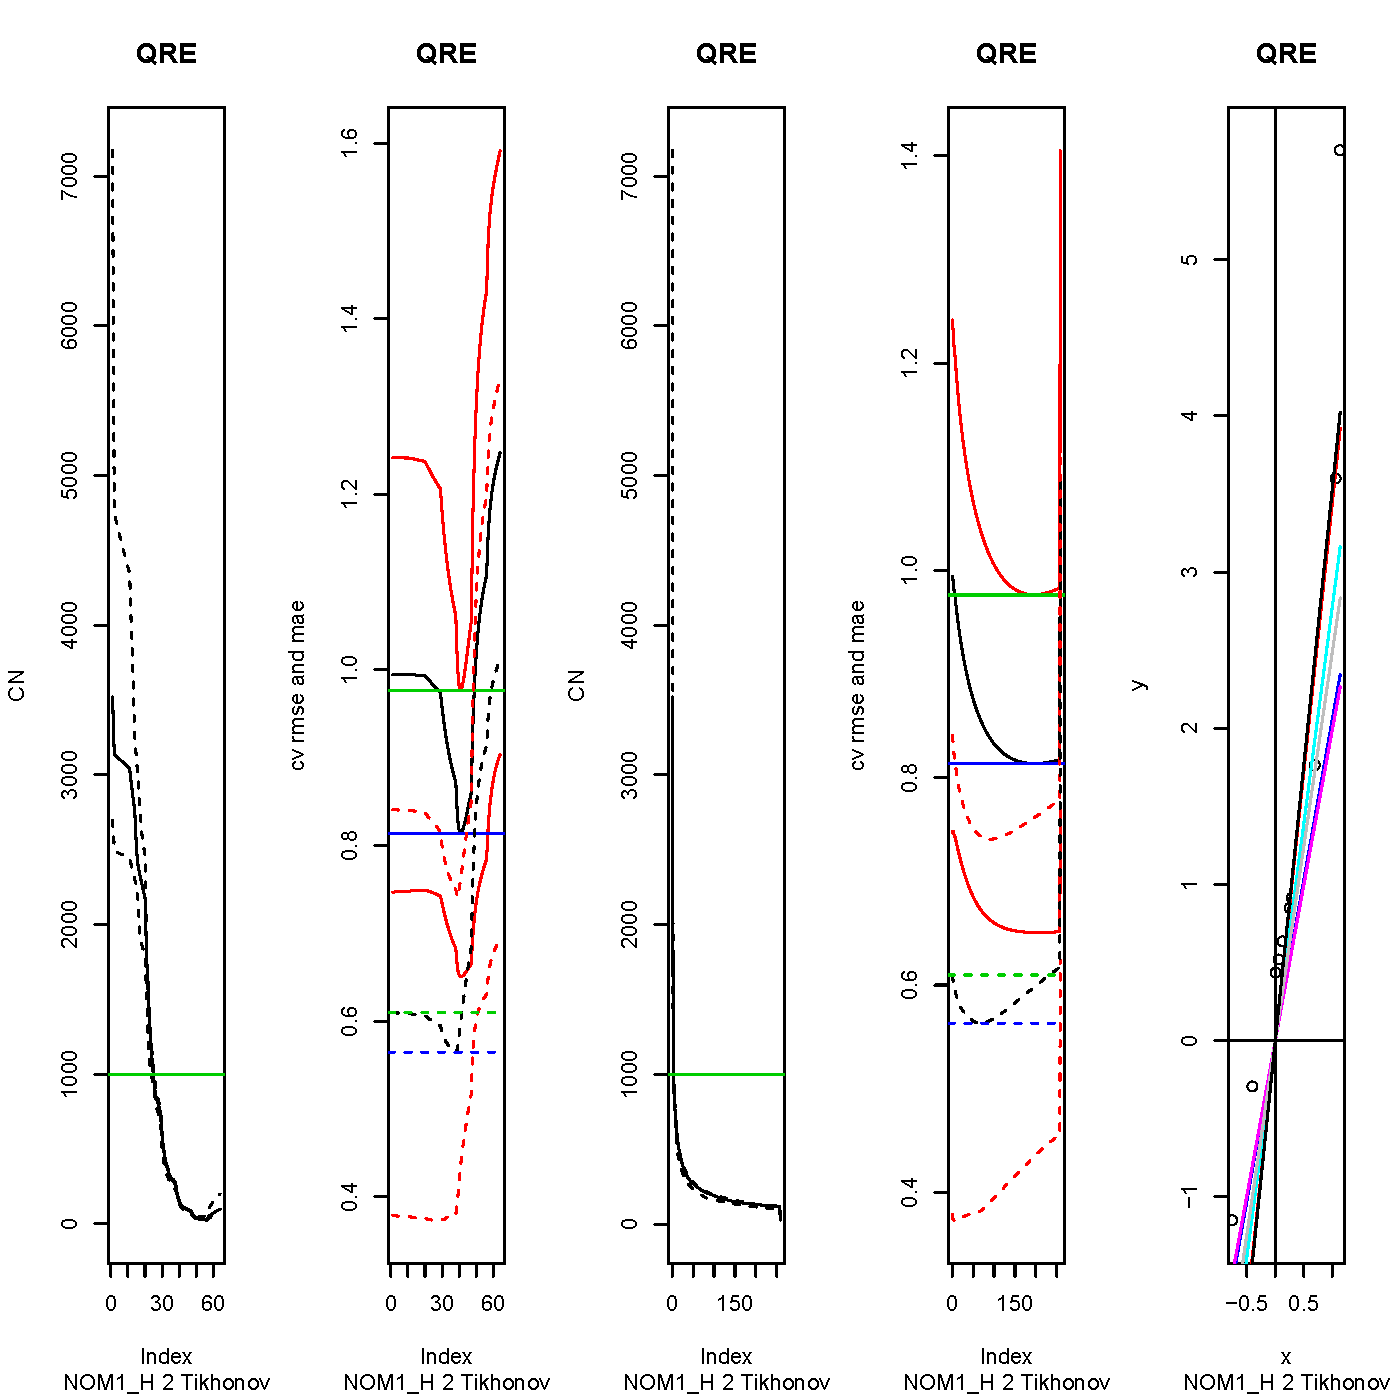 QRE
QRE
QRE
QRE
QRE
CN
0
1000
2000
3000
4000
5000
6000
7000
0
30
60
Index
NOM1_H 2 Tikhonov
cv rmse and mae
0.4
0.6
0.8
1.0
1.2
1.4
1.6
0
30
60
Index
NOM1_H 2 Tikhonov
CN
0
1000
2000
3000
4000
5000
6000
7000
0
150
Index
NOM1_H 2 Tikhonov
cv rmse and mae
0.4
0.6
0.8
1.0
1.2
1.4
0
150
Index
NOM1_H 2 Tikhonov
y
−1
0
1
2
3
4
5
−0.5
0.5
x
NOM1_H 2 Tikhonov